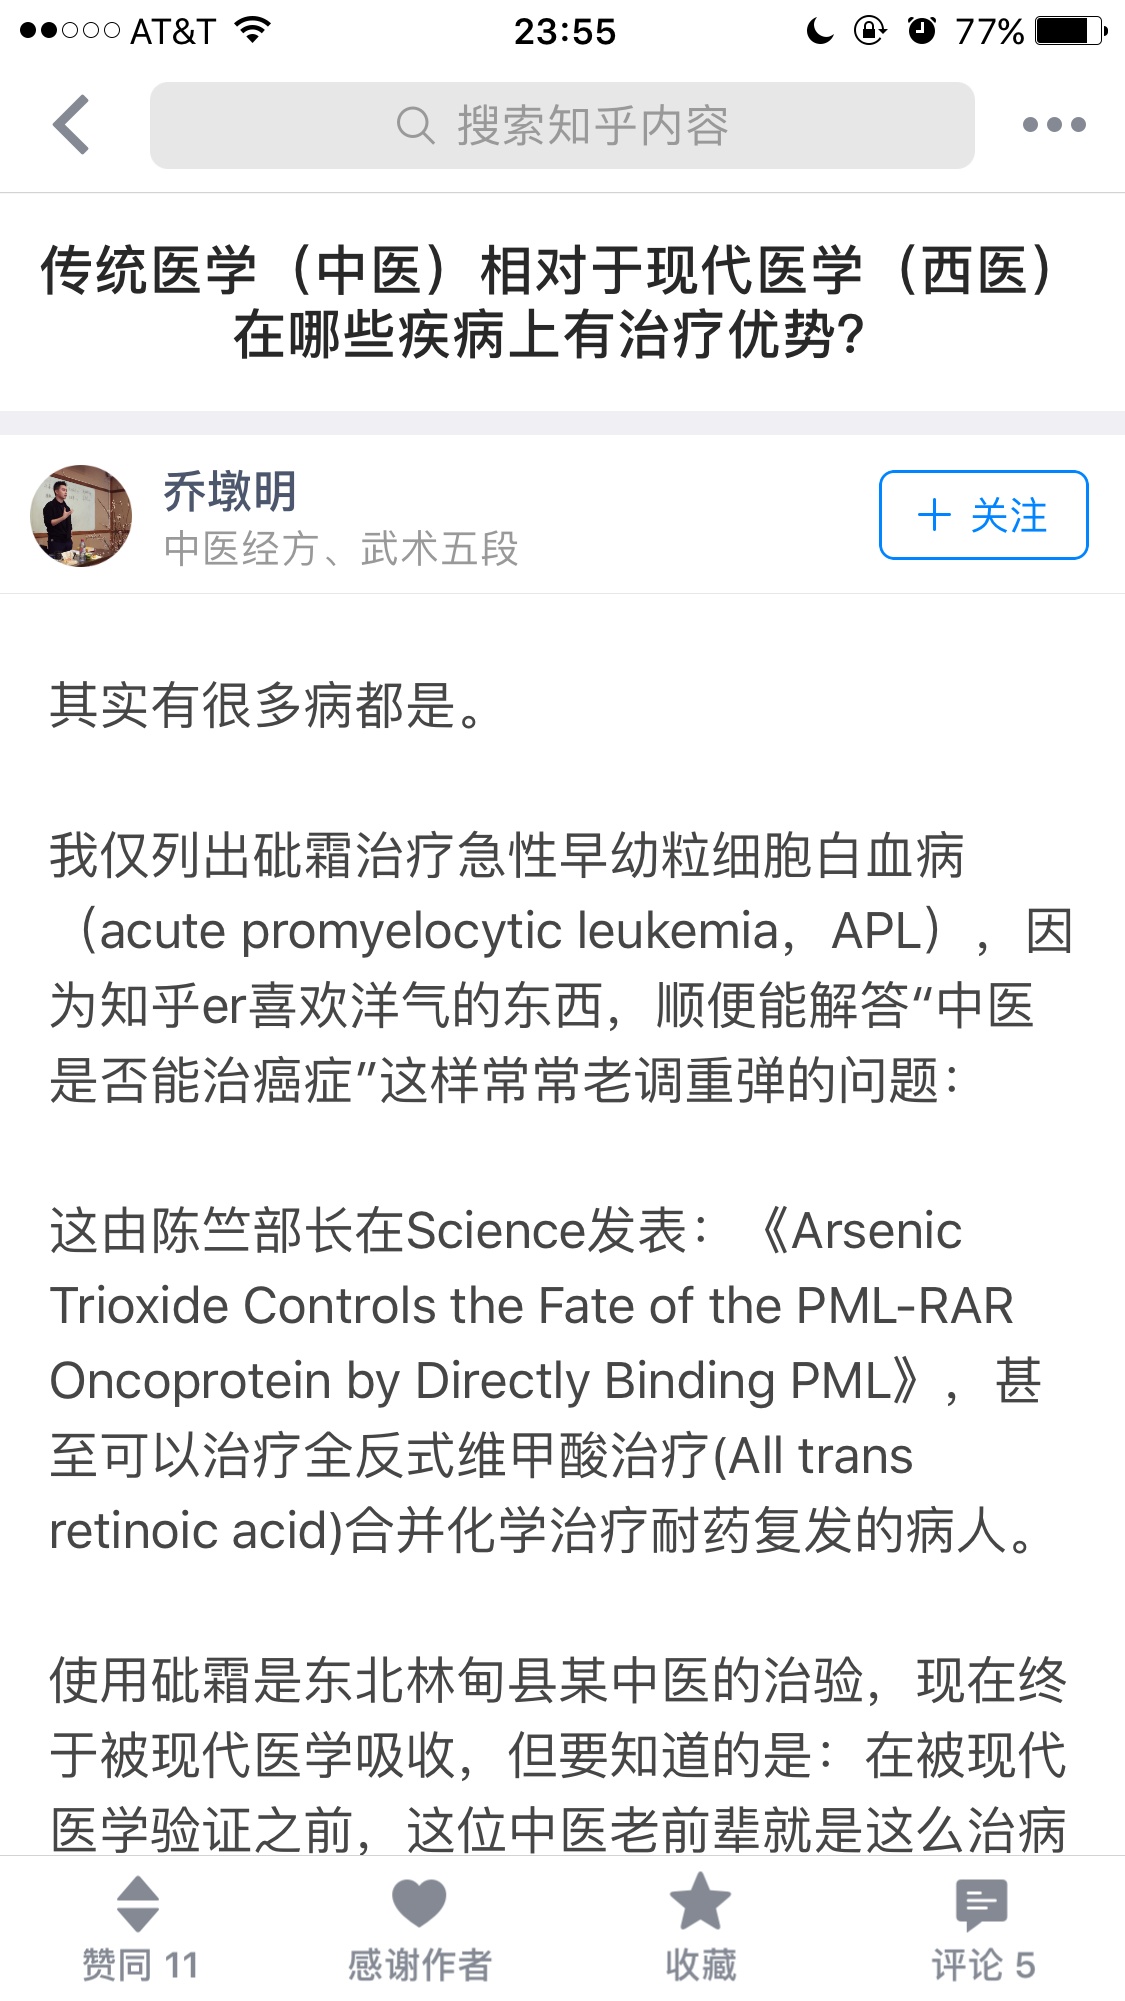 AT&T 23:55 77%
搜索知乎内容
传统医学（中医）相对于现代医学（西医）
在哪些疾病上有治疗优势?
乔墩明
中医经方、武术五段
关注
其实有很多病都是。
我仅列出砒霜治疗急性早幼粒细胞白血病
（acute promyelocytic leukemia，APL），因
为知乎er喜欢洋气的东西，顺便能解答“中医
是否能治癌症”这样常常老调重弹的问题：
这由陈竺部长在Science发表：《Arsenic
Trioxide Controls the Fate of the PML-RAR
Oncoprotein by Directly Binding PML》，甚
至可以治疗全反式维甲酸治疗(All trans
retinoic acid)合并化学治疗耐药复发的病人。
使用砒霜是东北林甸县某中医的治验，现在终
于被现代医学吸收，但要知道的是：在被现代
医学验证之前，这位中医老前辈就是这么治病
赞同 11
感谢作者
收藏
评论 5